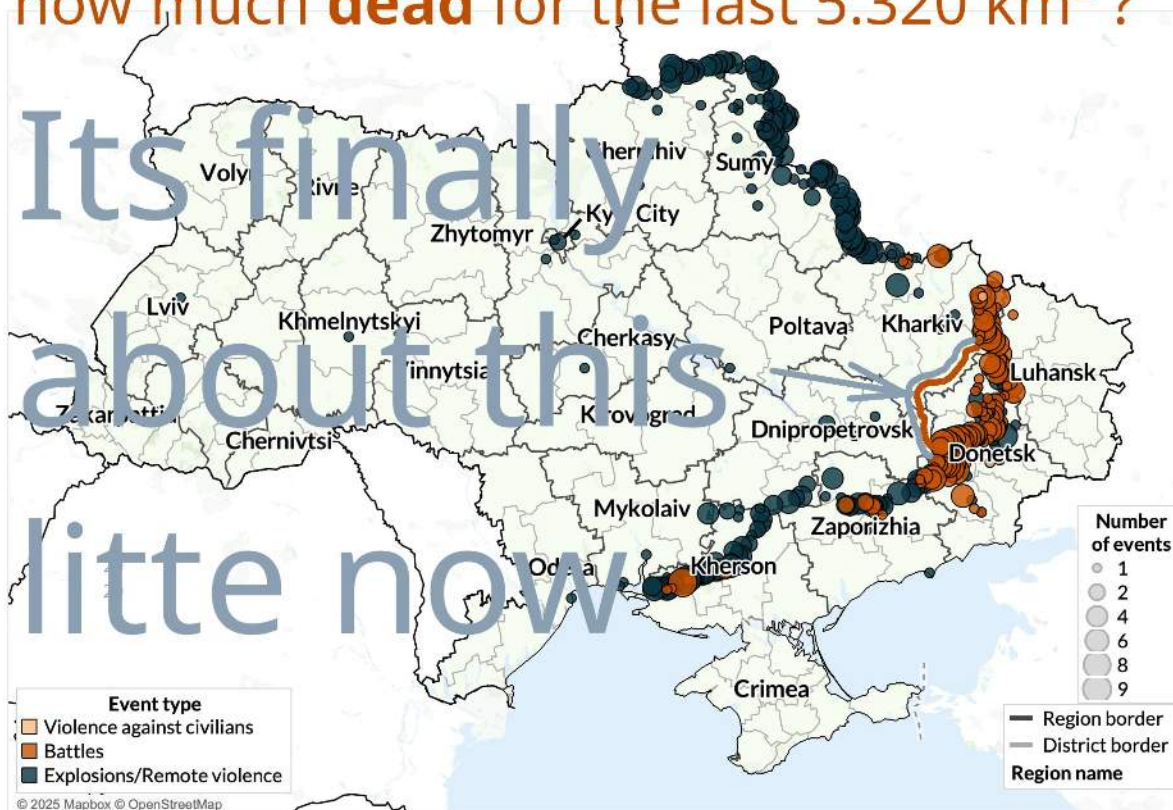 how much dead for the last 5.320 km² ?
Its finally
about this
litte now
Chernihiv
Volyn
Rivne
Sumy
Kyiv City
Zhytomyr
Lviv
Khmelnytskyi
Cherkasy
Poltava
Kharkiv
Vinnytsia
Luhansk
Zakarpattia
Kirovograd
Chernivtsi
Dnipropetrovsk
Donetsk
Mykolaiv
Zaporizhia
Odesa
Kherson
Crimea
Number
of events
1
2
4
6
8
9
Region border
District border
Region name
Event type
Violence against civilians
Battles
Explosions/Remote violence
© 2025 Mapbox © OpenStreetMap